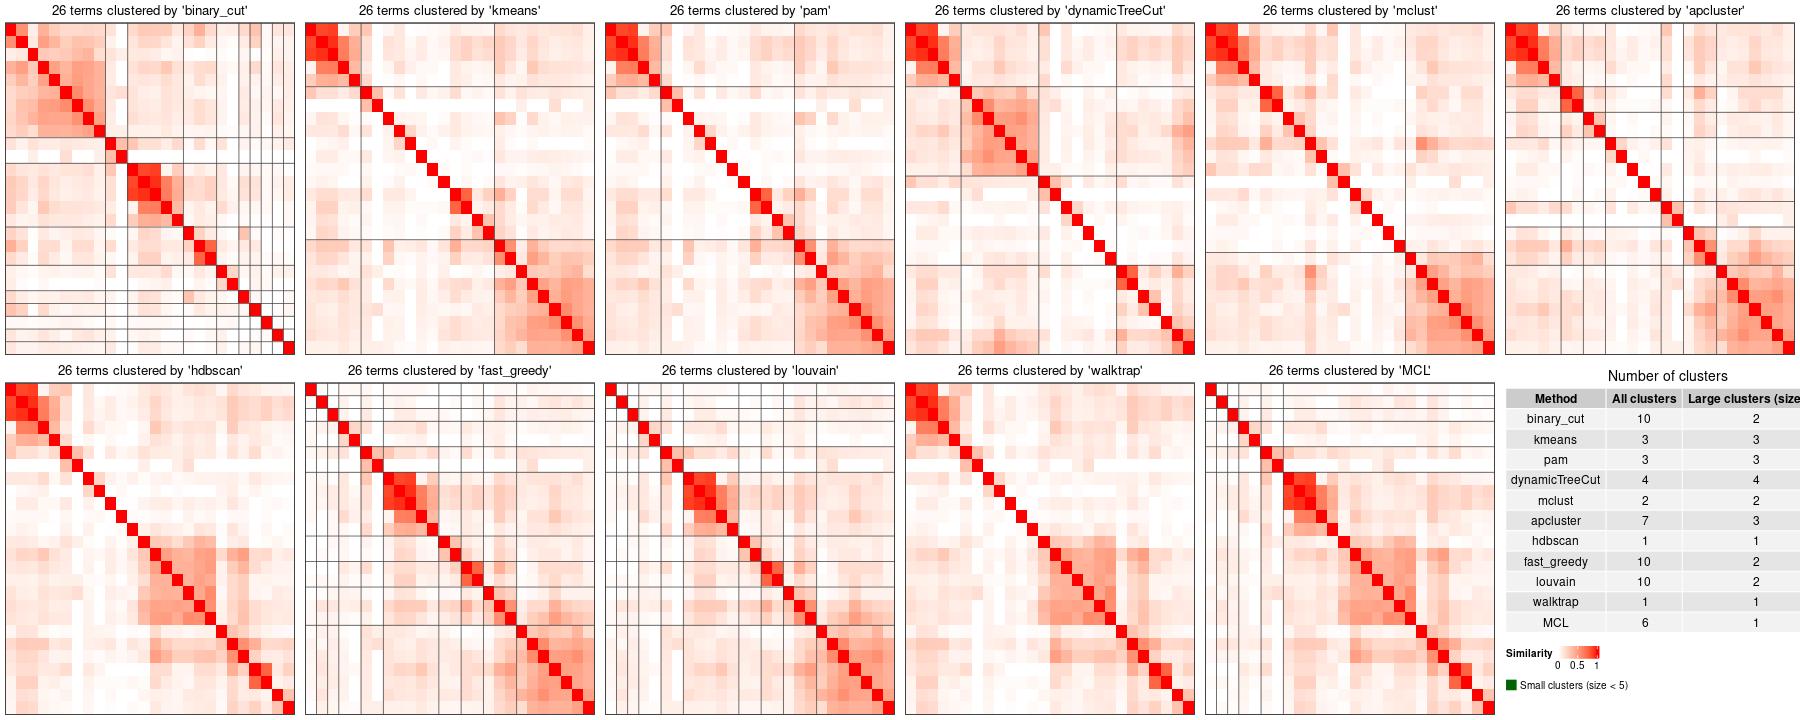 26 terms clustered by 'binary_cut'
26 terms clustered by 'kmeans'
26 terms clustered by 'pam'
26 terms clustered by 'dynamicTreeCut'
26 terms clustered by 'mclust'
26 terms clustered by 'apcluster'
26 terms clustered by 'hdbscan'
26 terms clustered by 'fast_greedy'
26 terms clustered by 'louvain'
26 terms clustered by 'walktrap'
26 terms clustered by 'MCL'
Number of clusters
Method All clusters Large clusters (size
binary_cut 10 2
kmeans 3 3
pam 3 3
dynamicTreeCut 4 4
mclust 2 2
apcluster 7 3
hdbscan 1 1
fast_greedy 10 2
louvain 10 2
walktrap 1 1
MCL 6 1
Similarity
0 0.5 1
Small clusters (size < 5)